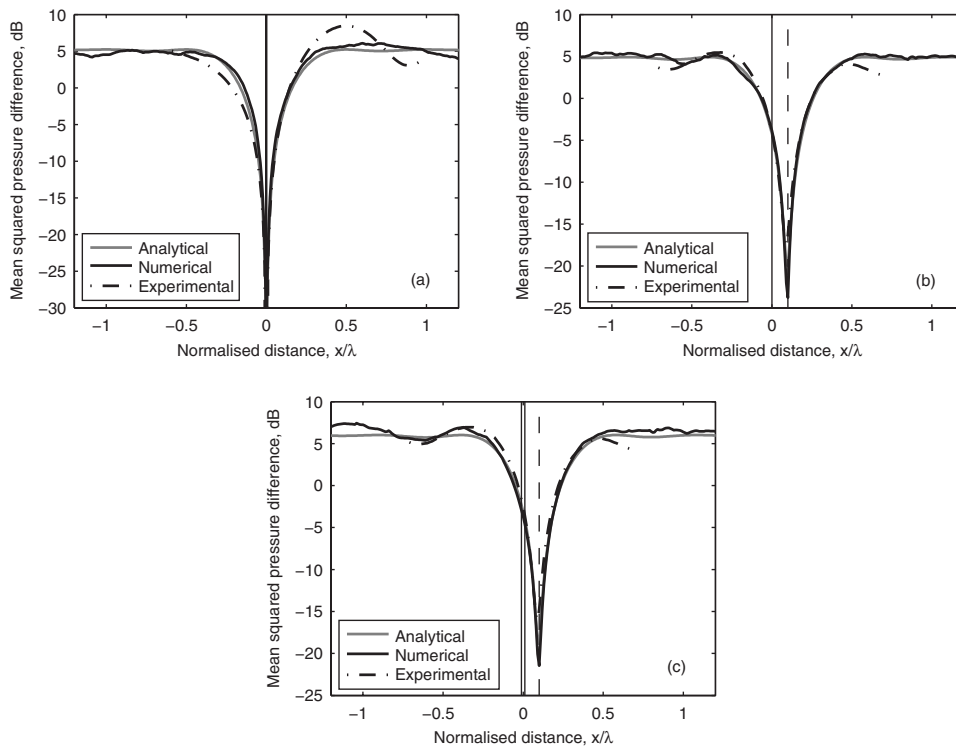 10
5
0
−5
−10
−15
−20
−25
−30
Mean squared pressure difference, dB
Analytical
Numerical
Experimental
(a)
−1 −0.5 0 0.5 1
Normalised distance, x/λ
10
5
0
−5
−10
−15
−20
−25
Mean squared pressure difference, dB
Analytical
Numerical
Experimental
(b)
−1 −0.5 0 0.5 1
Normalised distance, x/λ
10
5
0
−5
−10
−15
−20
−25
Mean squared pressure difference, dB
Analytical
Numerical
Experimental
(c)
−1 −0.5 0 0.5 1
Normalised distance, x/λ